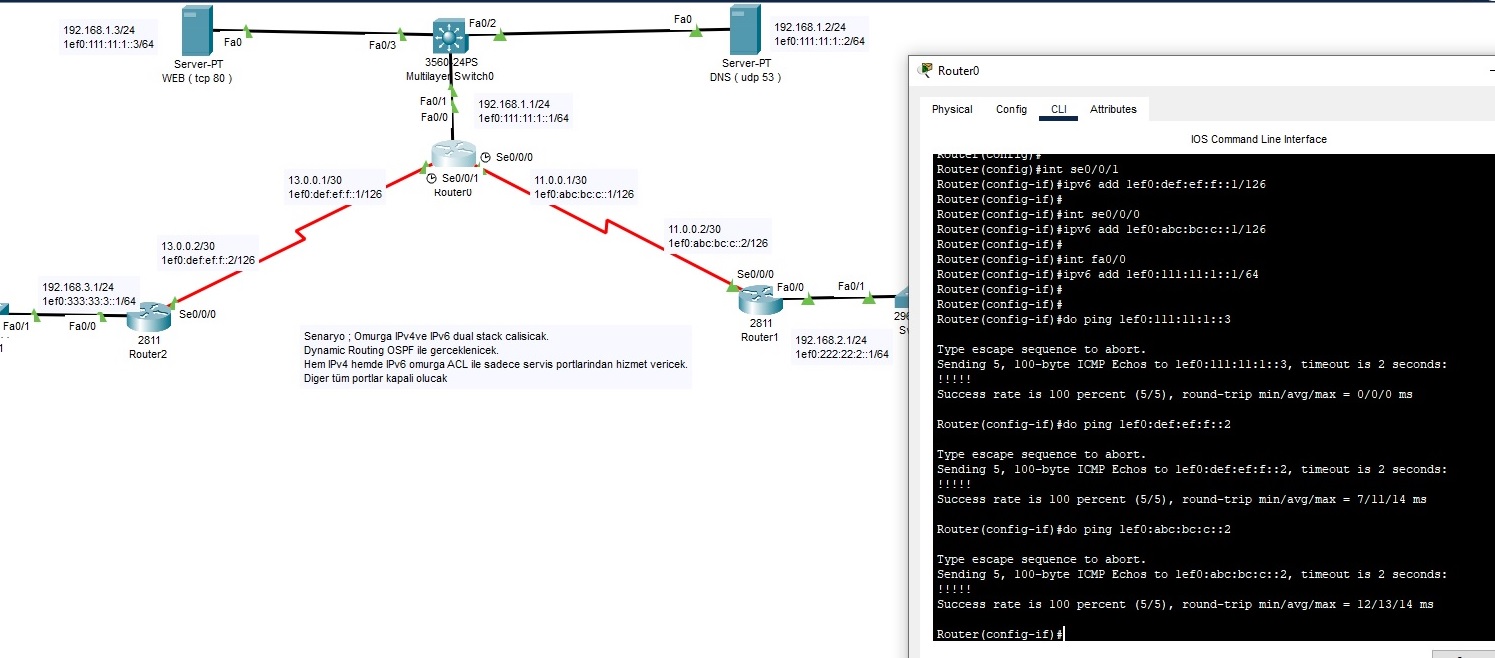 192.168.1.3/24
1ef0:111:11:1::3/64
Fa0
Server-PT
WEB ( tcp 80 )
Fa0/3
Fa0/2
3560-24PS
Multilayer Switch0
Fa0
192.168.1.2/24
1ef0:111:11:1::2/64
Server-PT
DNS ( udp 53 )
Fa0/1
Fa0/0
192.168.1.1/24
1ef0:111:11:1::1/64
Se0/0/0
Se0/0/1
Router0
13.0.0.1/30
1ef0:def:ef:f::1/126
11.0.0.1/30
1ef0:abc:bc:c::1/126
13.0.0.2/30
1ef0:def:ef:f::2/126
11.0.0.2/30
1ef0:abc:bc:c::2/126
192.168.3.1/24
1ef0:333:33:3::1/64
Fa0/1
Fa0/0
Se0/0/0
2811
Router2
1
Se0/0/0
Fa0/0
Fa0/1
2811
Router1
296
S
192.168.2.1/24
1ef0:222:22:2::1/64
Senaryo ; Omurga IPv4ve IPv6 dual stack calisicak.
Dynamic Routing OSPF ile gerceklenicek.
Hem IPv4 hemde IPv6 omurga ACL ile sadece servis portlarindan hizmet vericek.
Diger tüm portlar kapali olucak
Router0
Physical Config CLI Attributes
IOS Command Line Interface
Router(config)#
Router(config)#int se0/0/1
Router(config-if)#ipv6 add 1ef0:def:ef:f::1/126
Router(config-if)#
Router(config-if)#int se0/0/0
Router(config-if)#ipv6 add 1ef0:abc:bc:c::1/126
Router(config-if)#
Router(config-if)#int fa0/0
Router(config-if)#ipv6 add 1ef0:111:11:1::1/64
Router(config-if)#
Router(config-if)#
Router(config-if)#do ping 1ef0:111:11:1::3
Type escape sequence to abort.
Sending 5, 100-byte ICMP Echos to 1ef0:111:11:1::3, timeout is 2 seconds:
!!!!!
Success rate is 100 percent (5/5), round-trip min/avg/max = 0/0/0 ms
Router(config-if)#do ping 1ef0:def:ef:f::2
Type escape sequence to abort.
Sending 5, 100-byte ICMP Echos to 1ef0:def:ef:f::2, timeout is 2 seconds:
!!!!!
Success rate is 100 percent (5/5), round-trip min/avg/max = 7/11/14 ms
Router(config-if)#do ping 1ef0:abc:bc:c::2
Type escape sequence to abort.
Sending 5, 100-byte ICMP Echos to 1ef0:abc:bc:c::2, timeout is 2 seconds:
!!!!!
Success rate is 100 percent (5/5), round-trip min/avg/max = 12/13/14 ms
Router(config-if)#